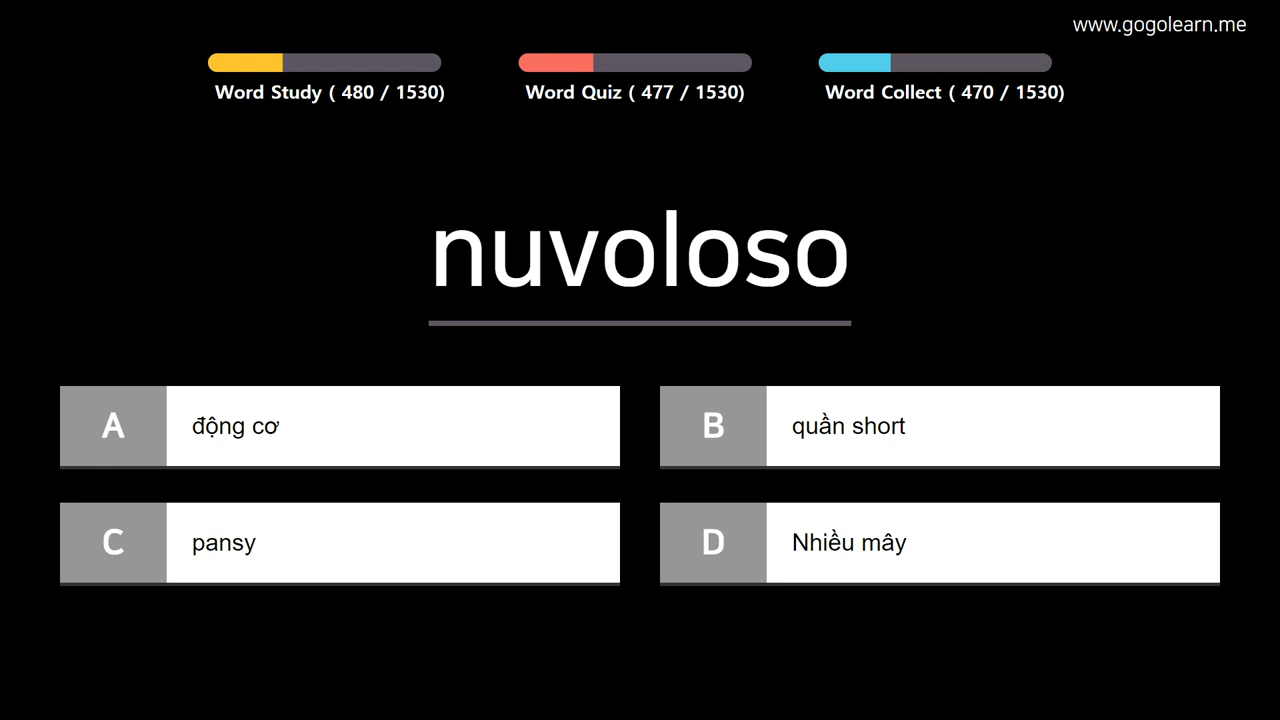 www.gogolearn.me
Word Study ( 480 / 1530)
Word Quiz ( 477 / 1530)
Word Collect ( 470 / 1530)
nuvoloso
A động cơ
B quần short
C pansy
D Nhiều mây